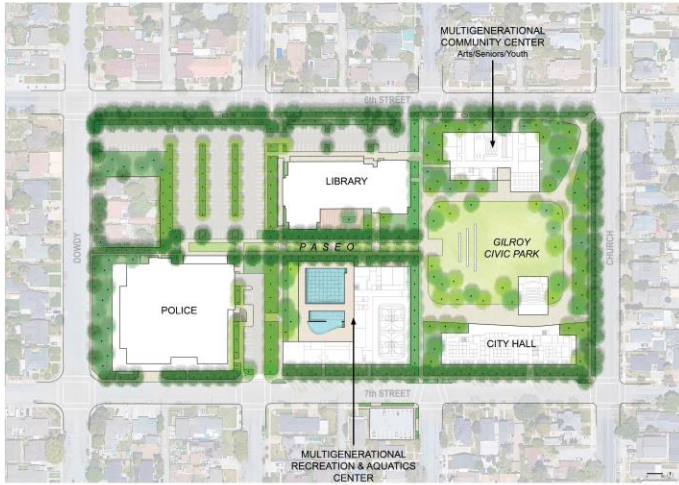 MULTIGENERATIONAL
COMMUNITY CENTER
Arts/Seniors/Youth
6th STREET
LIBRARY
DOWDY
PASEO
GILROY
CIVIC PARK
CHURCH
POLICE
CITY HALL
7th STREET
MULTIGENERATIONAL
RECREATION & AQUATICS
CENTER